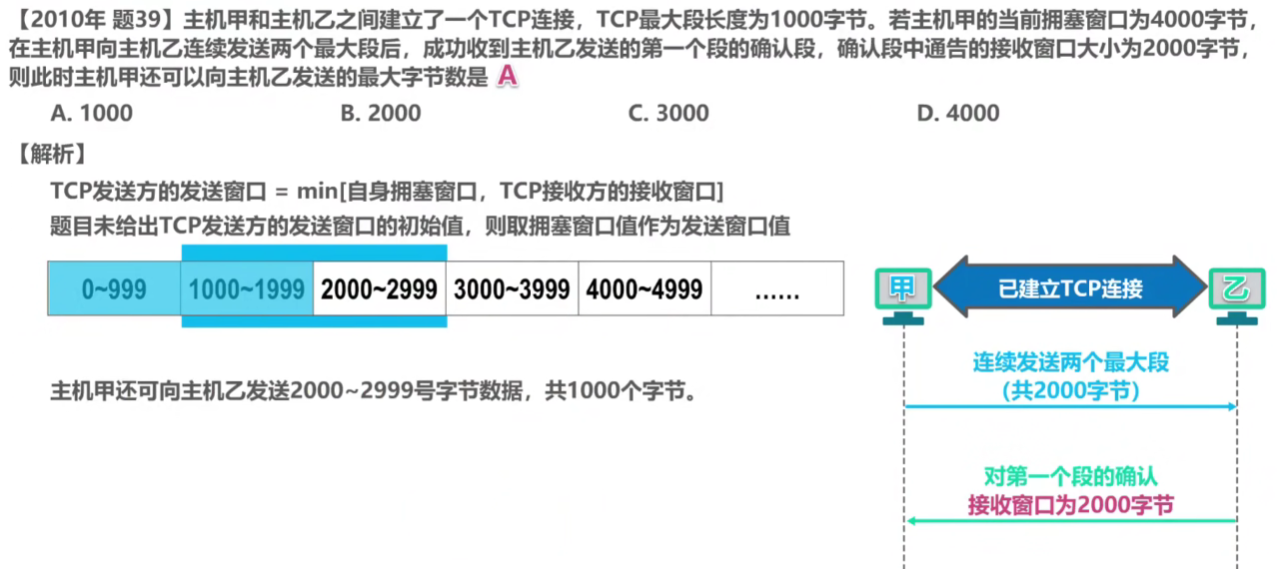 【2010年 题39】主机甲和主机乙之间建立了一个TCP连接，TCP最大段长度为1000字节。若主机甲的当前拥塞窗口为4000字节，
在主机甲向主机乙连续发送两个最大段后，成功收到主机乙发送的第一个段的确认段，确认段中通告的接收窗口大小为2000字节，
则此时主机甲还可以向主机乙发送的最大字节数是 A
A. 1000 B. 2000 C. 3000 D. 4000
【解析】
TCP发送方的发送窗口 = min[自身拥塞窗口，TCP接收方的接收窗口]
题目未给出TCP发送方的发送窗口的初始值，则取拥塞窗口值作为发送窗口值
0~999 1000~1999 2000~2999 3000~3999 4000~4999 ……
甲 已建立TCP连接 乙
连续发送两个最大段
（共2000字节）
主机甲还可向主机乙发送2000~2999号字节数据，共1000个字节。
对第一个段的确认
接收窗口为2000字节